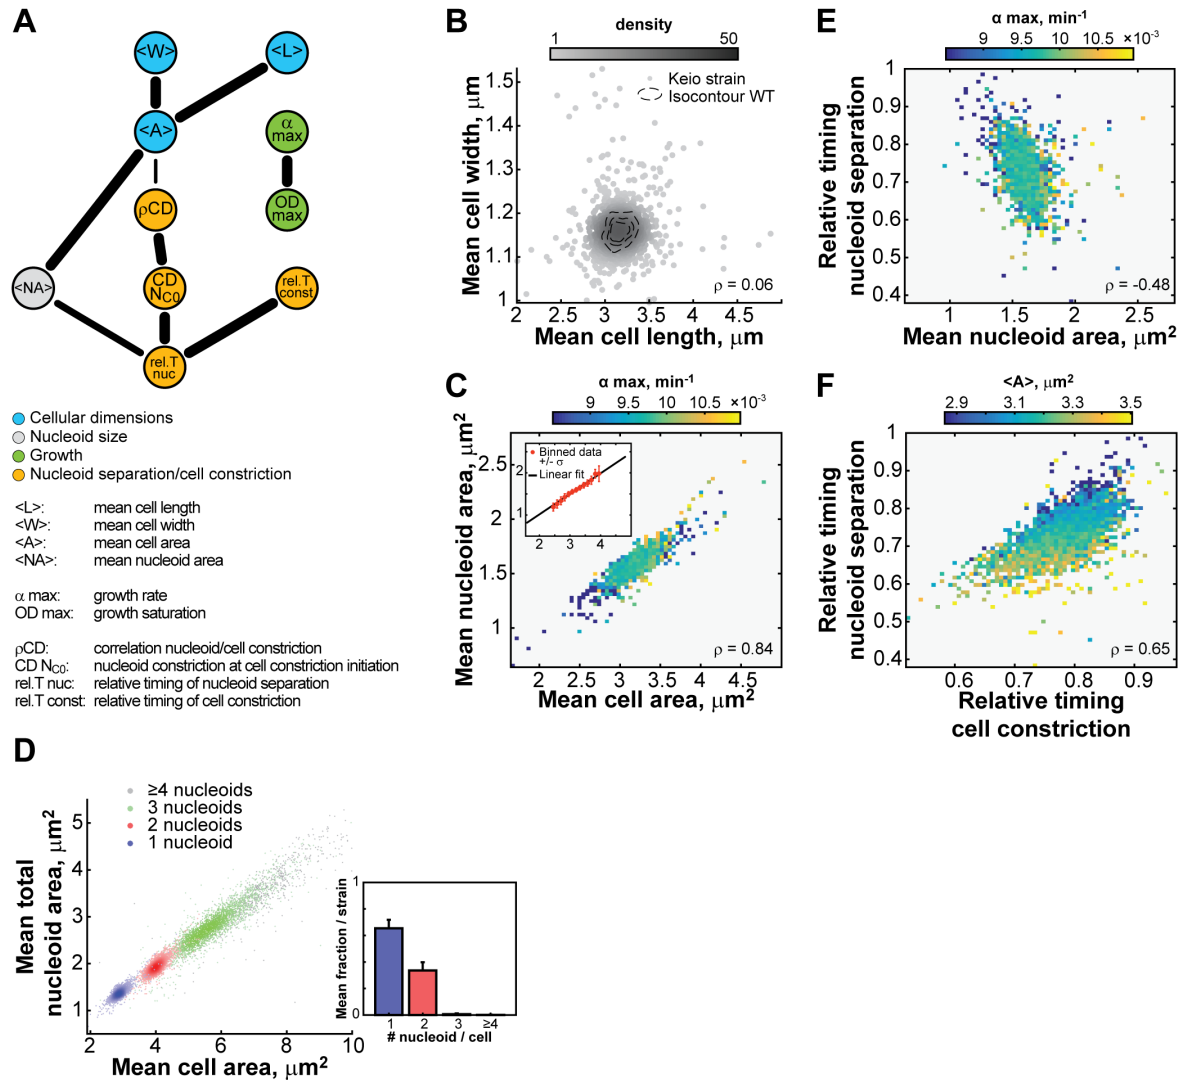 A
<W>
<L>
<A>
α
max
ρCD
OD
max
<NA>
CD
NC0
rel.T
const
rel.T
nuc
Cellular dimensions
Nucleoid size
Growth
Nucleoid separation/cell constriction
<L>: mean cell length
<W>: mean cell width
<A>: mean cell area
<NA>: mean nucleoid area
α max: growth rate
OD max: growth saturation
ρCD: correlation nucleoid/cell constriction
CD NC0: nucleoid constriction at cell constriction initiation
rel.T nuc: relative timing of nucleoid separation
rel.T const: relative timing of cell constriction
B
density
1 50
Keio strain
Isocontour WT
Mean cell width, μm
1.5
1.4
1.3
1.2
1.1
1
ρ = 0.06
2 2.5 3 3.5 4 4.5
Mean cell length, μm
C
α max, min-1
9 9.5 10 10.5 ×10-3
Mean nucleoid area, μm2
2.5
2
1.5
1
Binned data
+/- σ
Linear fit
2
1
2 3 4
ρ = 0.84
2 2.5 3 3.5 4 4.5
Mean cell area, μm2
D
≥4 nucleoids
3 nucleoids
2 nucleoids
1 nucleoid
Mean total
nucleoid area, μm2
5
4
3
2
1
2 4 6 8 10
Mean cell area, μm2
Mean fraction / strain
1
0
1 2 3 ≥4
# nucleoid / cell
E
α max, min-1
9 9.5 10 10.5 ×10-3
Relative timing
nucleoid separation
1
0.9
0.8
0.7
0.6
0.5
0.4
ρ = -0.48
1 1.5 2 2.5
Mean nucleoid area, μm2
F
<A>, μm2
2.9 3.1 3.3 3.5
Relative timing
nucleoid separation
1
0.9
0.8
0.7
0.6
0.5
0.4
ρ = 0.65
0.6 0.7 0.8 0.9
Relative timing
cell constriction